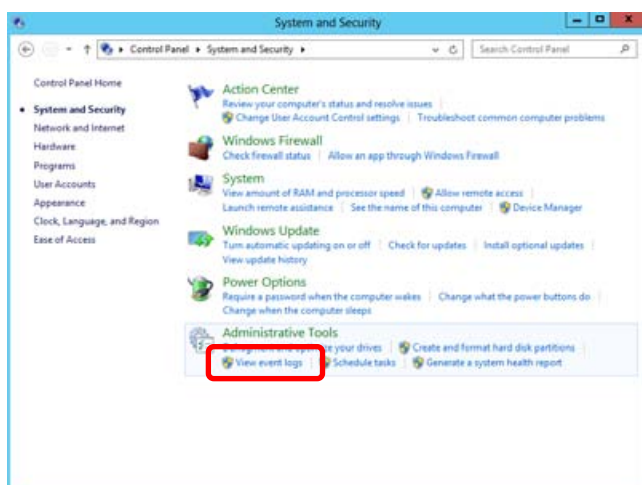 System and Security
Control Panel ▸ System and Security ▸
Search Control Panel
Control Panel Home
System and Security
Network and Internet
Hardware
Programs
User Accounts
Appearance
Clock, Language, and Region
Ease of Access
Action Center
Review your computer's status and resolve issues
Change User Account Control settings | Troubleshoot common computer problems
Windows Firewall
Check firewall status | Allow an app through Windows Firewall
System
View amount of RAM and processor speed | Allow remote access
Launch remote assistance | See the name of this computer | Device Manager
Windows Update
Turn automatic updating on or off | Check for updates | Install optional updates
View update history
Power Options
Require a password when the computer wakes | Change what the power buttons do
Change when the computer sleeps
Administrative Tools
your drives | Create and format hard disk partitions
View event logs | Schedule tasks | Generate a system health report